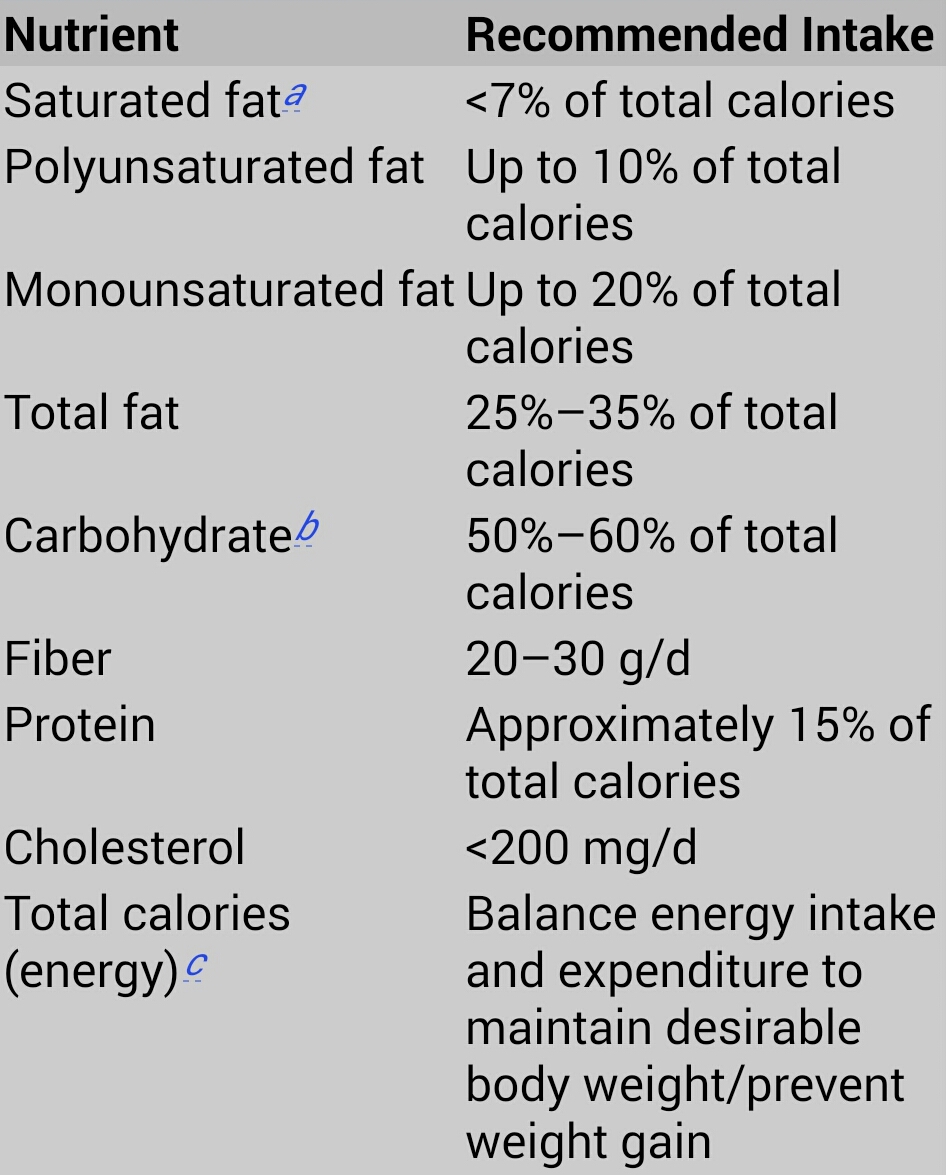 Nutrient Recommended Intake
Saturated fat a <7% of total calories
Polyunsaturated fat Up to 10% of total
calories
Monounsaturated fat Up to 20% of total
calories
Total fat 25%–35% of total
calories
Carbohydrate b 50%–60% of total
calories
Fiber 20–30 g/d
Protein Approximately 15% of
total calories
Cholesterol <200 mg/d
Total calories Balance energy intake
(energy) c and expenditure to
maintain desirable
body weight/prevent
weight gain